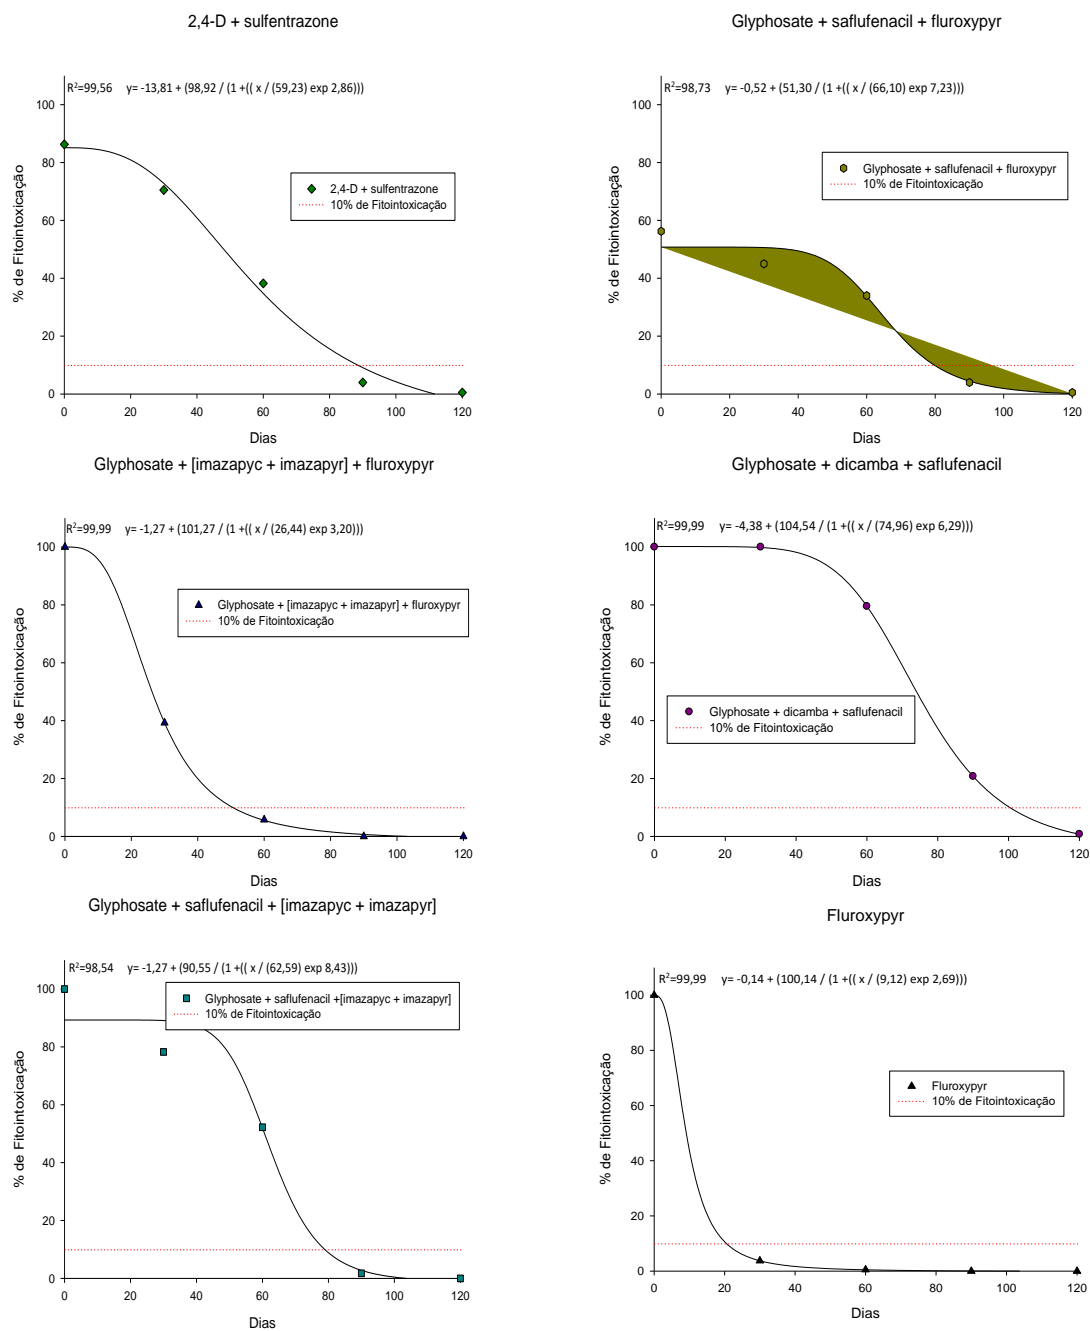 2,4-D + sulfentrazone
R²=99,56 y= -13,81 + (98,92 / (1 +(( x / (59,23) exp 2,86)))
% de Fitointoxicação
100
80
60
40
20
0
2,4-D + sulfentrazone
10% de Fitointoxicação
0 20 40 60 80 100 120
Dias
Glyphosate + saflufenacil + fluroxypyr
R²=98,73 y= -0,52 + (51,30 / (1 +(( x / (66,10) exp 7,23)))
% de Fitointoxicação
100
80
60
40
20
0
Glyphosate + saflufenacil + fluroxypyr
10% de Fitointoxicação
0 20 40 60 80 100 120
Dias
Glyphosate + [imazapyc + imazapyr] + fluroxypyr
R²=99,99 y= -1,27 + (101,27 / (1 +(( x / (26,44) exp 3,20)))
% de Fitointoxicação
100
80
60
40
20
0
Glyphosate + [imazapyc + imazapyr] + fluroxypyr
10% de Fitointoxicação
0 20 40 60 80 100 120
Dias
Glyphosate + dicamba + saflufenacil
R²=99,99 y= -4,38 + (104,54 / (1 +(( x / (74,96) exp 6,29)))
% de Fitointoxicação
100
80
60
40
20
0
Glyphosate + dicamba + saflufenacil
10% de Fitointoxicação
0 20 40 60 80 100 120
Dias
Glyphosate + saflufenacil + [imazapyc + imazapyr]
R²=98,54 y= -1,27 + (90,55 / (1 +(( x / (62,59) exp 8,43)))
% de Fitointoxicação
100
80
60
40
20
0
Glyphosate + saflufenacil +[imazapyc + imazapyr]
10% de Fitointoxicação
0 20 40 60 80 100 120
Dias
Fluroxypyr
R²=99,99 y= -0,14 + (100,14 / (1 +(( x / (9,12) exp 2,69)))
% de Fitointoxicação
100
80
60
40
20
0
Fluroxypyr
10% de Fitointoxicação
0 20 40 60 80 100 120
Dias